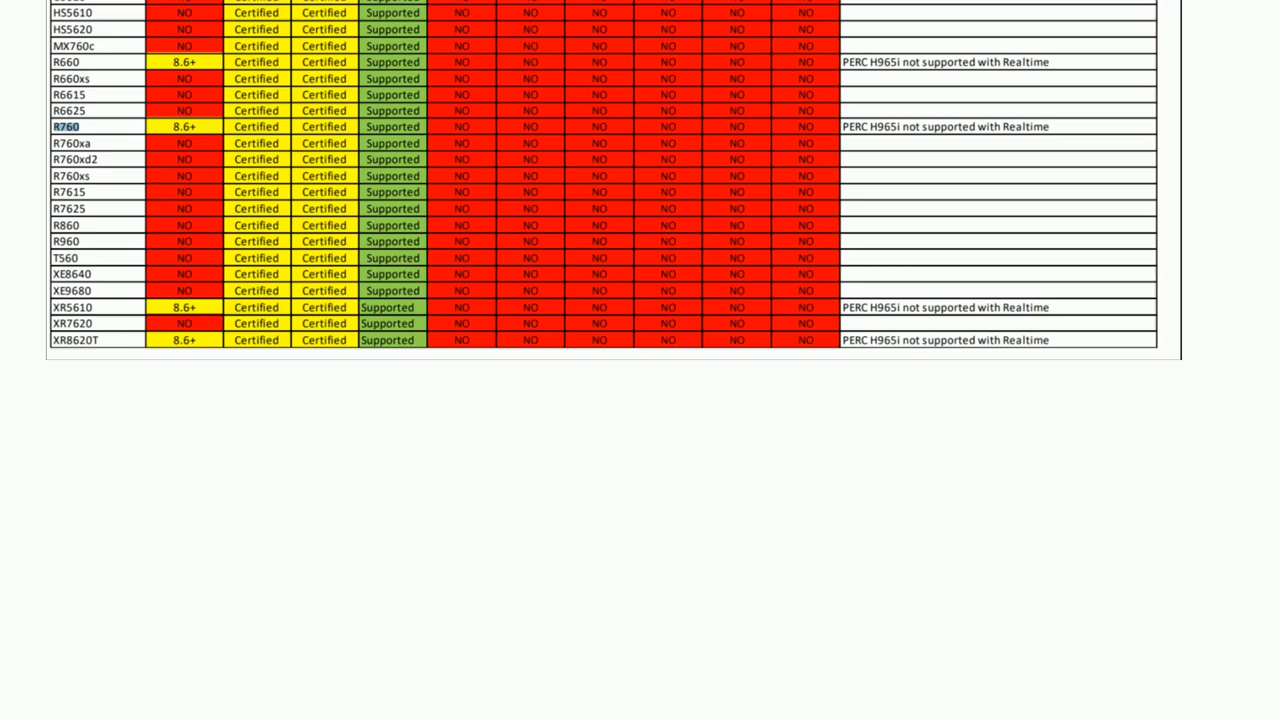 HS5610 NO Certified Certified Supported NO NO NO NO NO NO
HS5620 NO Certified Certified Supported NO NO NO NO NO NO
MX760c NO Certified Certified Supported NO NO NO NO NO NO
R660 8.6+ Certified Certified Supported NO NO NO NO NO NO PERC H965i not supported with Realtime
R660xs NO Certified Certified Supported NO NO NO NO NO NO
R6615 NO Certified Certified Supported NO NO NO NO NO NO
R6625 NO Certified Certified Supported NO NO NO NO NO NO
R760 8.6+ Certified Certified Supported NO NO NO NO NO NO PERC H965i not supported with Realtime
R760xa NO Certified Certified Supported NO NO NO NO NO NO
R760xd2 NO Certified Certified Supported NO NO NO NO NO NO
R760xs NO Certified Certified Supported NO NO NO NO NO NO
R7615 NO Certified Certified Supported NO NO NO NO NO NO
R7625 NO Certified Certified Supported NO NO NO NO NO NO
R860 NO Certified Certified Supported NO NO NO NO NO NO
R960 NO Certified Certified Supported NO NO NO NO NO NO
T560 NO Certified Certified Supported NO NO NO NO NO NO
XE8640 NO Certified Certified Supported NO NO NO NO NO NO
XE9680 NO Certified Certified Supported NO NO NO NO NO NO
XR5610 8.6+ Certified Certified Supported NO NO NO NO NO NO PERC H965i not supported with Realtime
XR7620 NO Certified Certified Supported NO NO NO NO NO NO
XR8620T 8.6+ Certified Certified Supported NO NO NO NO NO NO PERC H965i not supported with Realtime